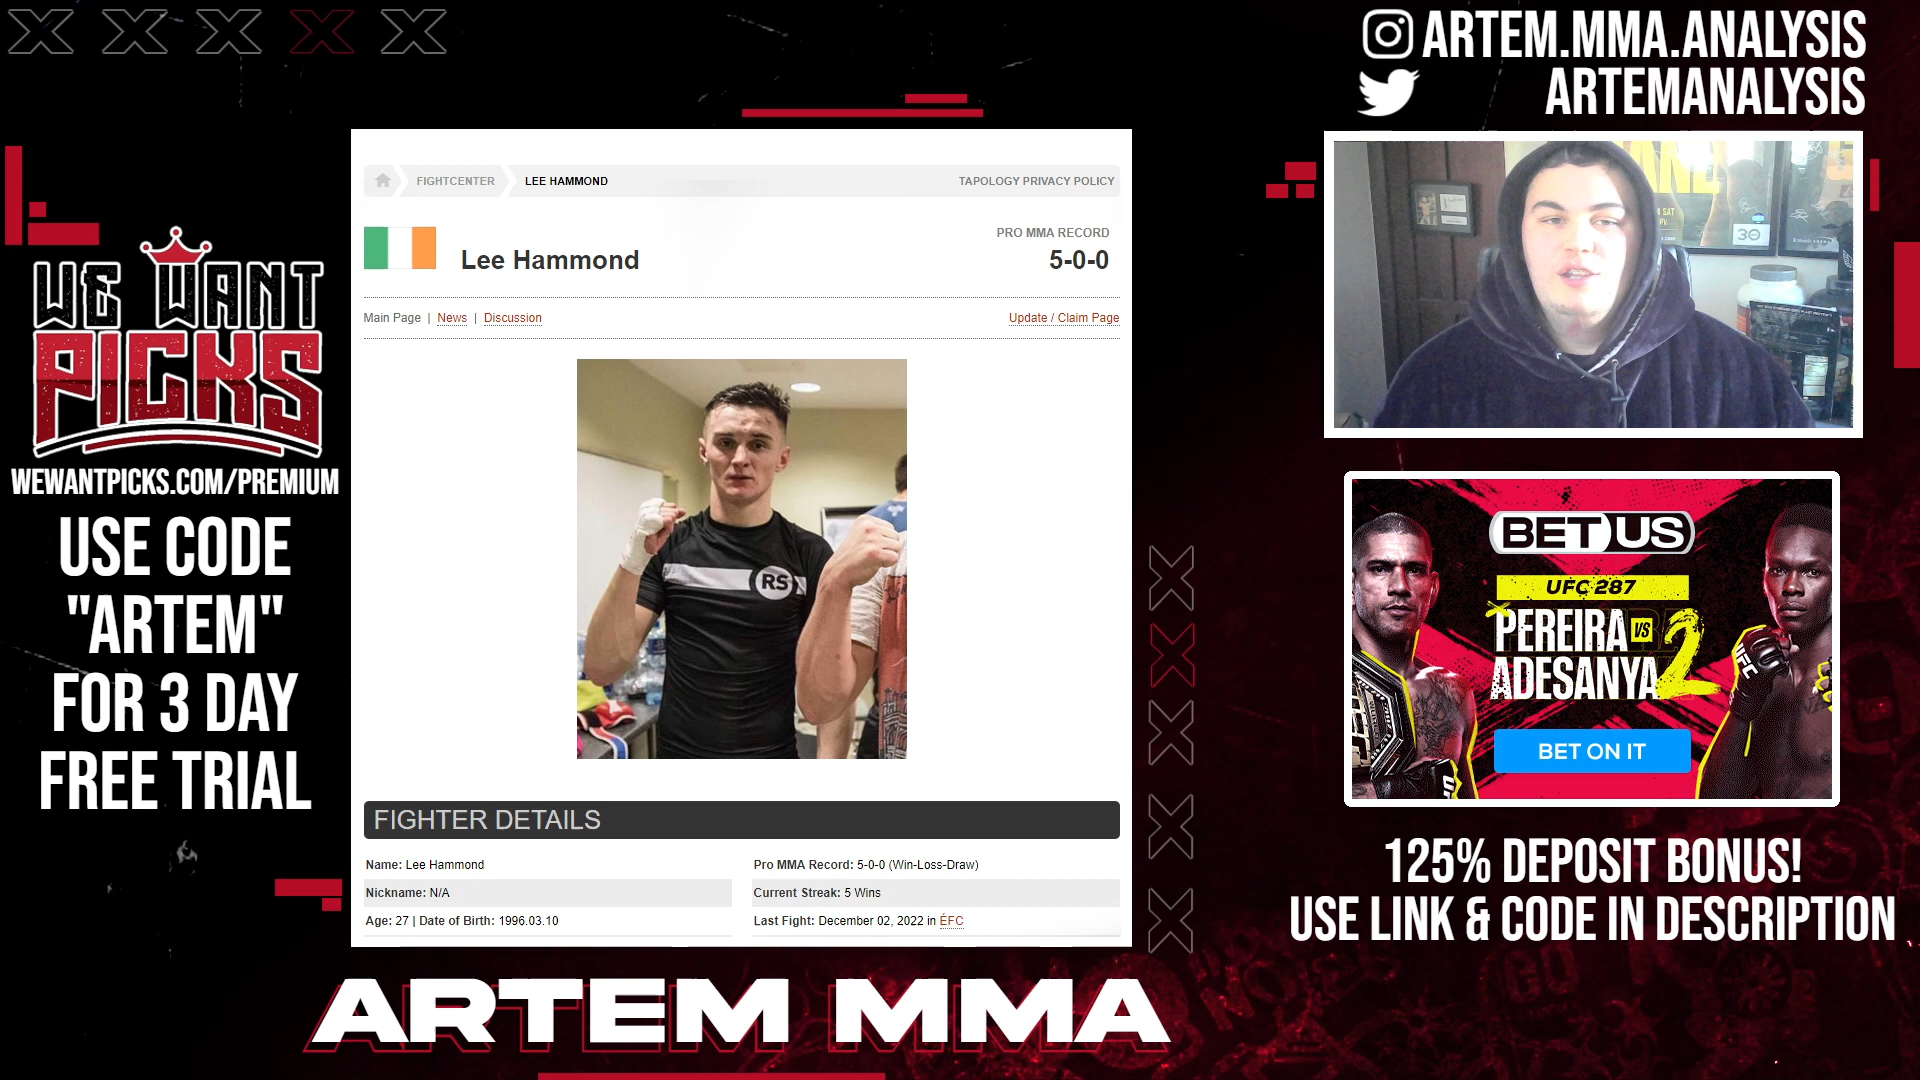 ARTEM.MMA.ANALYSIS
ARTEMANALYSIS
WE WANT
PICKS
WEWANTPICKS.COM/PREMIUM
USE CODE
"ARTEM"
FOR 3 DAY
FREE TRIAL
FIGHTCENTER
LEE HAMMOND
TAPOLOGY PRIVACY POLICY
PRO MMA RECORD
Lee Hammond
5-0-0
Main Page | News | Discussion
Update / Claim Page
RS
FIGHTER DETAILS
Name: Lee Hammond
Pro MMA Record: 5-0-0 (Win-Loss-Draw)
Nickname: N/A
Current Streak: 5 Wins
Age: 27 | Date of Birth: 1996.03.10
Last Fight: December 02, 2022 in EFC
SAT
30
BETUS
UFC 287
PEREIRA VS
ADESANYA 2
UFC
BET ON IT
125% DEPOSIT BONUS!
USE LINK & CODE IN DESCRIPTION
ARTEM MMA